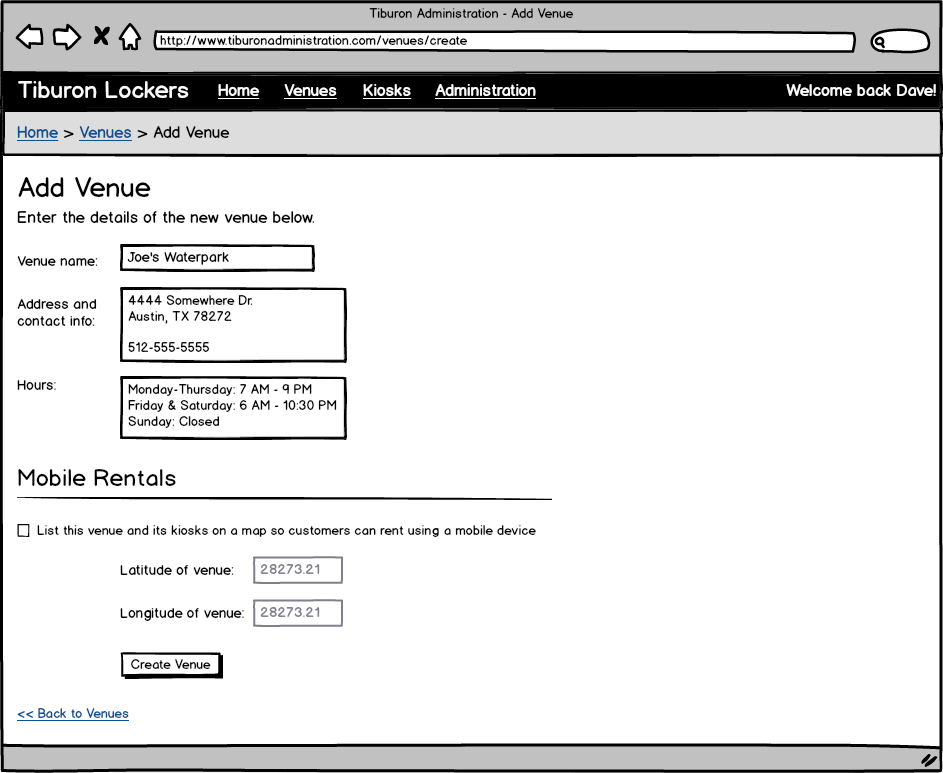 Tiburon Administration - Add Venue
http://www.tiburonadministration.com/venues/create
Tiburon Lockers Home Venues Kiosks Administration Welcome back Dave!
Home > Venues > Add Venue
Add Venue
Enter the details of the new venue below.
Venue name: Joe's Waterpark
Address and contact info:
4444 Somewhere Dr.
Austin, TX 78272
512-555-5555
Hours:
Monday-Thursday: 7 AM - 9 PM
Friday & Saturday: 6 AM - 10:30 PM
Sunday: Closed
Mobile Rentals
List this venue and its kiosks on a map so customers can rent using a mobile device
Latitude of venue: 28273.21
Longitude of venue: 28273.21
Create Venue
<< Back to Venues